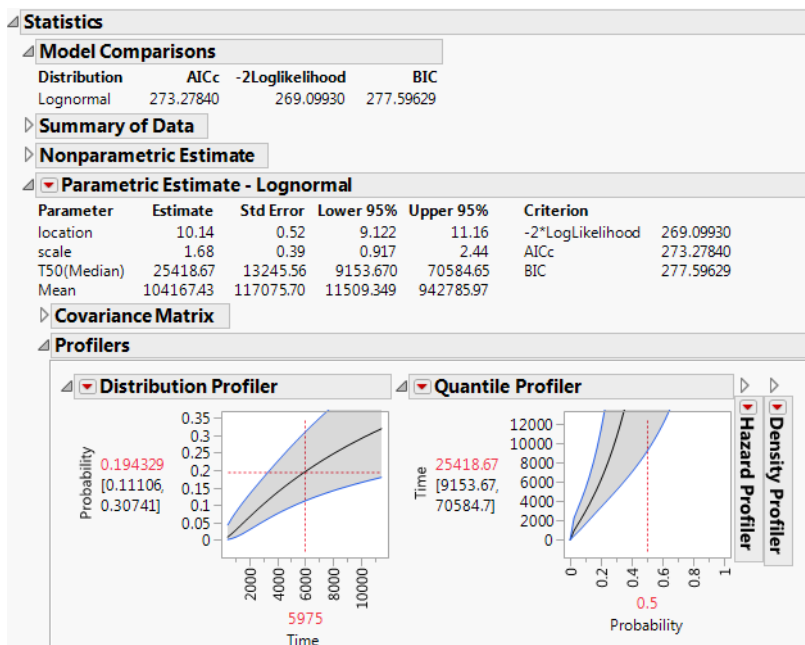 Statistics
Model Comparisons
Distribution AICc -2Loglikelihood BIC
Lognormal 273.27840 269.09930 277.59629
Summary of Data
Nonparametric Estimate
Parametric Estimate - Lognormal
Parameter Estimate Std Error Lower 95% Upper 95% Criterion
location 10.14 0.52 9.122 11.16 -2*LogLikelihood 269.09930
scale 1.68 0.39 0.917 2.44 AICc 273.27840
T50(Median) 25418.67 13245.56 9153.670 70584.65 BIC 277.59629
Mean 104167.43 117075.70 11509.349 942785.97
Covariance Matrix
Profilers
Distribution Profiler
Probability
0.194329
[0.11106,
0.30741]
0.35
0.3
0.25
0.2
0.15
0.1
0.05
0
2000 4000 6000 8000 10000
5975
Time
Quantile Profiler
Time
25418.67
[9153.67,
70584.7]
12000
10000
8000
6000
4000
2000
0
0 0.2 0.4 0.6 0.8 1
0.5
Probability
Hazard Profiler
Density Profiler